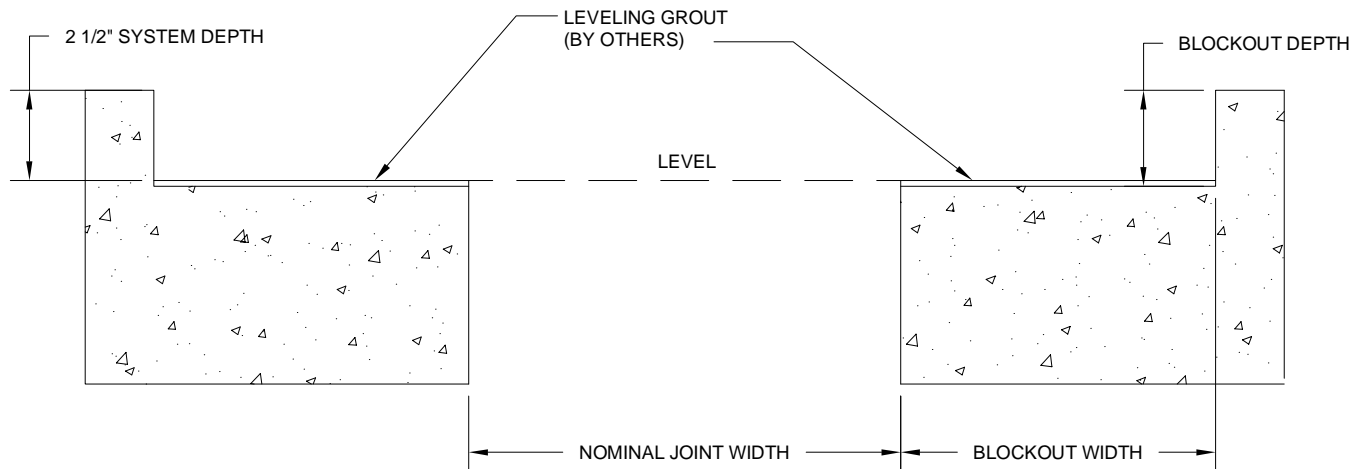 2 1/2" SYSTEM DEPTH
LEVELING GROUT
(BY OTHERS)
BLOCKOUT DEPTH
LEVEL
NOMINAL JOINT WIDTH
BLOCKOUT WIDTH